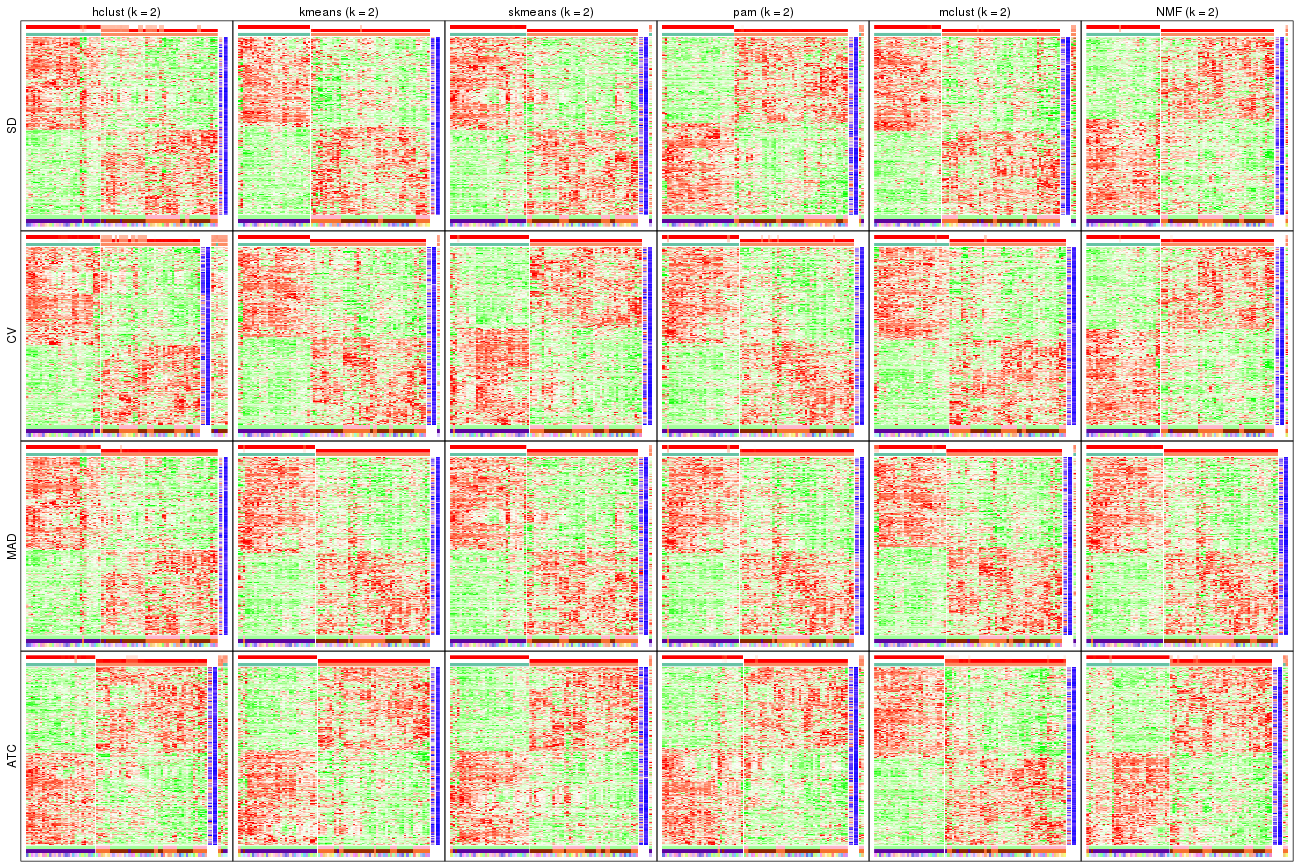 hclust (k = 2) kmeans (k = 2) skmeans (k = 2) pam (k = 2) mclust (k = 2) NMF (k = 2)
SD
CV
MAD
ATC